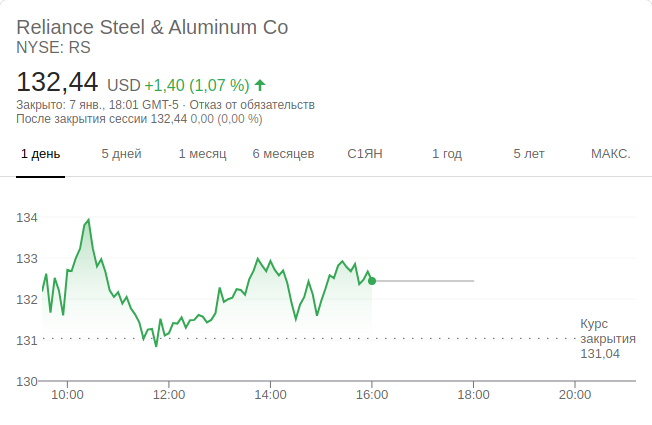 Reliance Steel & Aluminum Co
NYSE: RS
132,44 USD +1,40 (1,07 %)
Закрыто: 7 янв., 18:01 GMT-5 · Отказ от обязательств
После закрытия сессии 132,44 0,00 (0,00 %)
1 день 5 дней 1 месяц 6 месяцев С1ЯН 1 год 5 лет МАКС.
134
133
132
131
Курс
закрытия
131,04
130
10:00 12:00 14:00 16:00 18:00 20:00